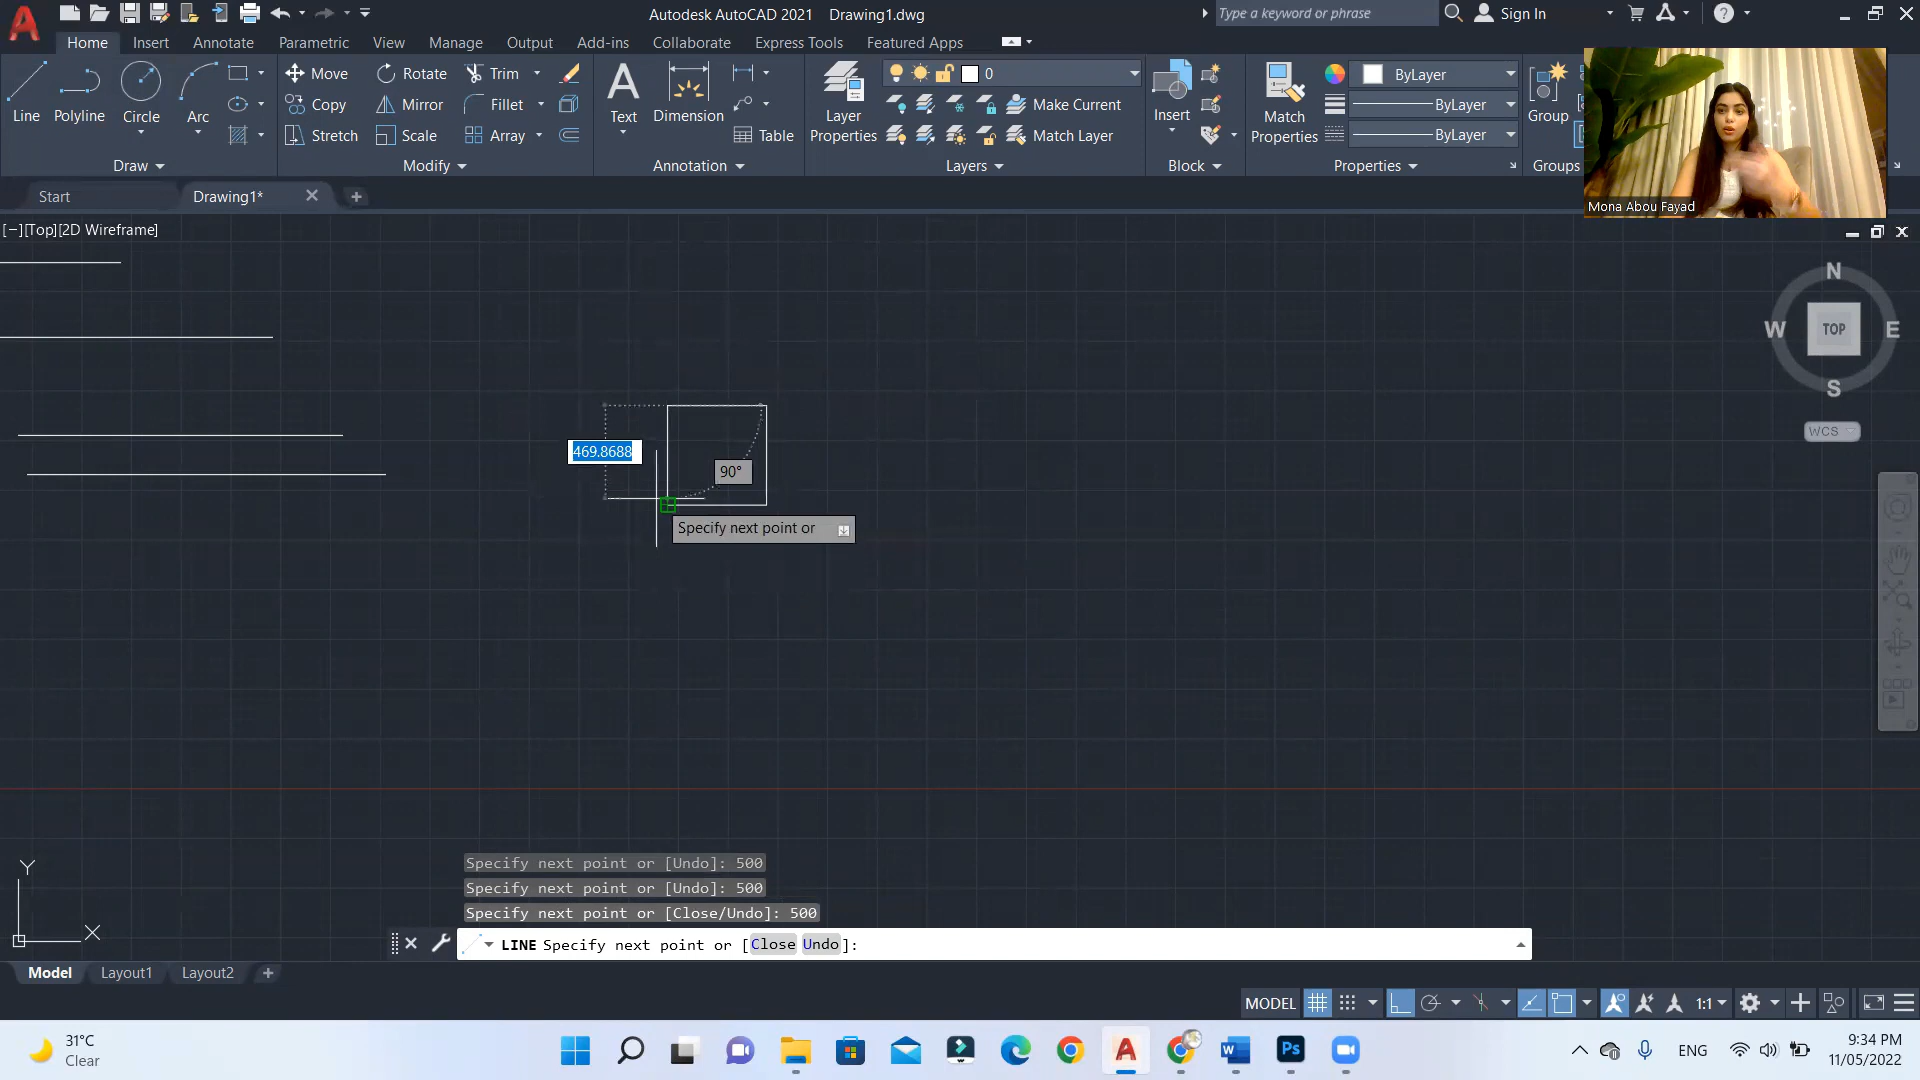 Autodesk AutoCAD 2021 Drawing1.dwg
Type a keyword or phrase
Sign In
Home Insert Annotate Parametric View Manage Output Add-ins Collaborate Express Tools Featured Apps
Line Polyline Circle Arc
Draw
Move Rotate Trim
Copy Mirror Fillet
Stretch Scale Array
Modify
Text Dimension Table
Annotation
Layer Properties
0
Make Current
Match Layer
Layers
Insert
Block
Match Properties
ByLayer
ByLayer
ByLayer
Properties
Group
Groups
Mona Abou Fayad
Start Drawing1*
[−][Top][2D Wireframe]
N
W TOP E
S
WCS
469.8688
90°
Specify next point or
Y
X
Specify next point or [Undo]: 500
Specify next point or [Undo]: 500
Specify next point or [Close/Undo]: 500
LINE Specify next point or [Close Undo]:
Model Layout1 Layout2
MODEL 1:1
31°C
Clear
Ps
ENG
9:34 PM
11/05/2022